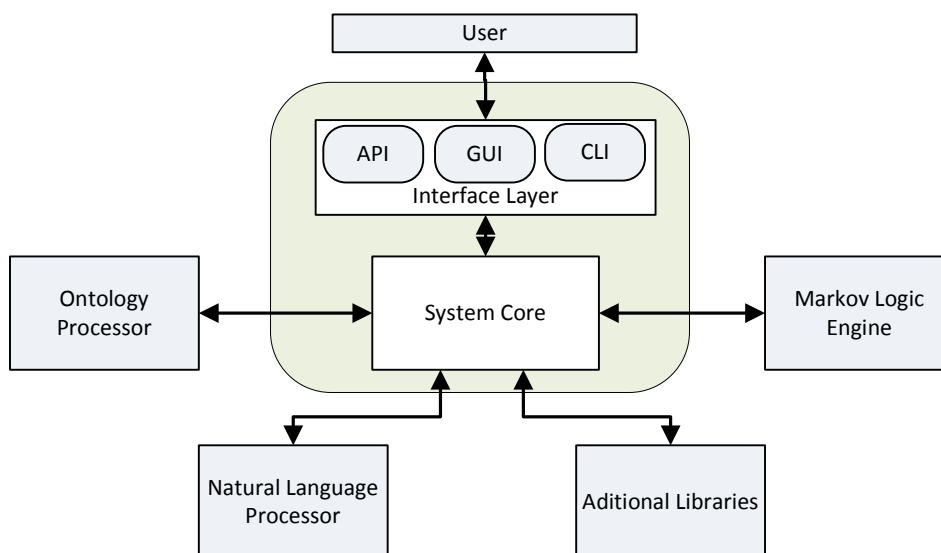 User
API
GUI
CLI
Interface Layer
Ontology
Processor
System Core
Markov Logic
Engine
Natural Language
Processor
Aditional Libraries